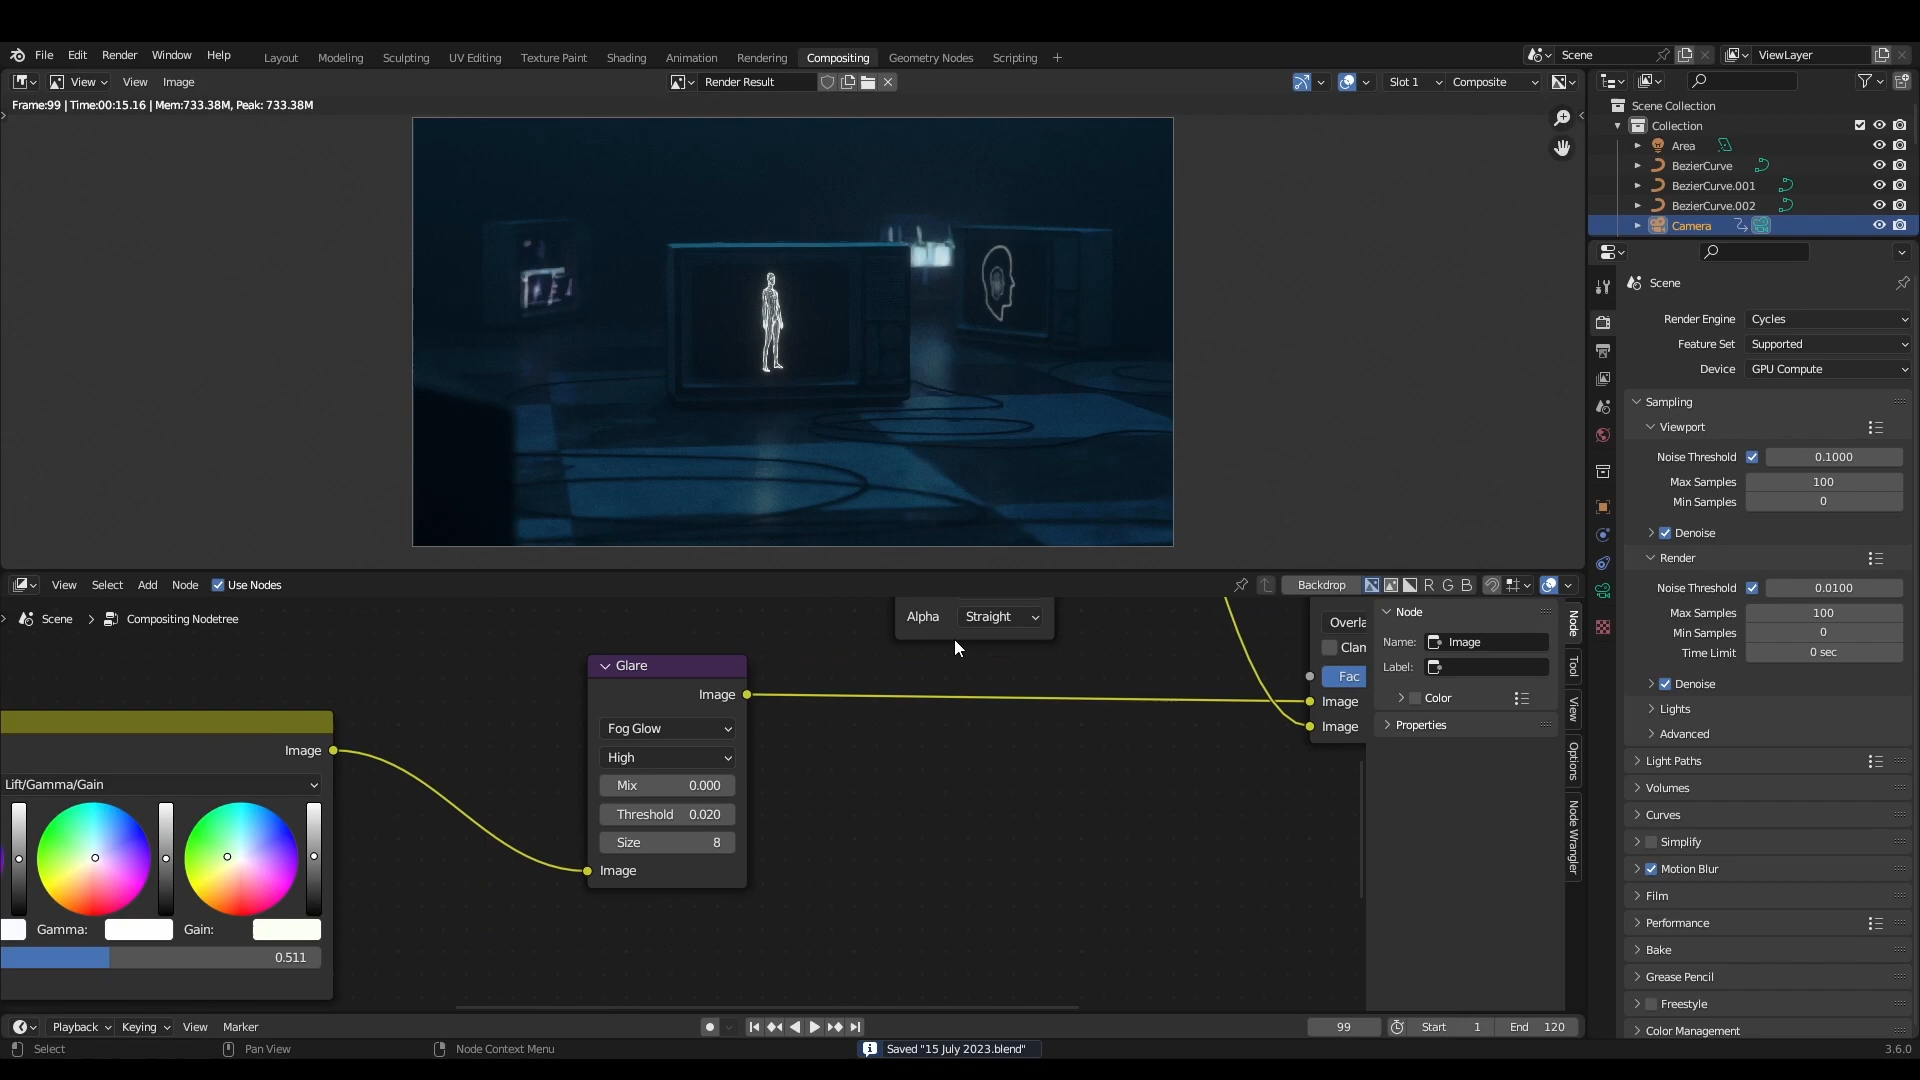 File Edit Render Window Help Layout Modeling Sculpting UV Editing Texture Paint Shading Animation Rendering Compositing Geometry Nodes Scripting Scene ViewLayer
View View Image Render Result Slot 1 Composite
Frame:99 | Time:00:15.16 | Mem:733.38M, Peak: 733.38M
Scene Collection
Collection
Area
BezierCurve
BezierCurve.001
BezierCurve.002
Camera
Scene
Render Engine Cycles
Feature Set Supported
Device GPU Compute
Sampling
Viewport
Noise Threshold 0.1000
Max Samples 100
Min Samples 0
Denoise
Render
Noise Threshold 0.0100
Max Samples 100
Min Samples 0
Time Limit 0 sec
Denoise
Lights
Advanced
Light Paths
Volumes
Curves
Simplify
Motion Blur
Film
Performance
Bake
Grease Pencil
Freestyle
Color Management
View Select Add Node Use Nodes Backdrop R G B
Scene > Compositing Nodetree
Alpha Straight
Glare
Image
Fog Glow
High
Mix 0.000
Threshold 0.020
Size 8
Image
Image
Lift/Gamma/Gain
Gamma: Gain:
0.511
Overla
Clam
Fac
Image
Image
Node
Name: Image
Label:
Color
Properties
Node
Tool
View
Options
Node Wrangler
Playback Keying View Marker 99 Start 1 End 120
Select Pan View Node Context Menu Saved "15 July 2023.blend" 3.6.0